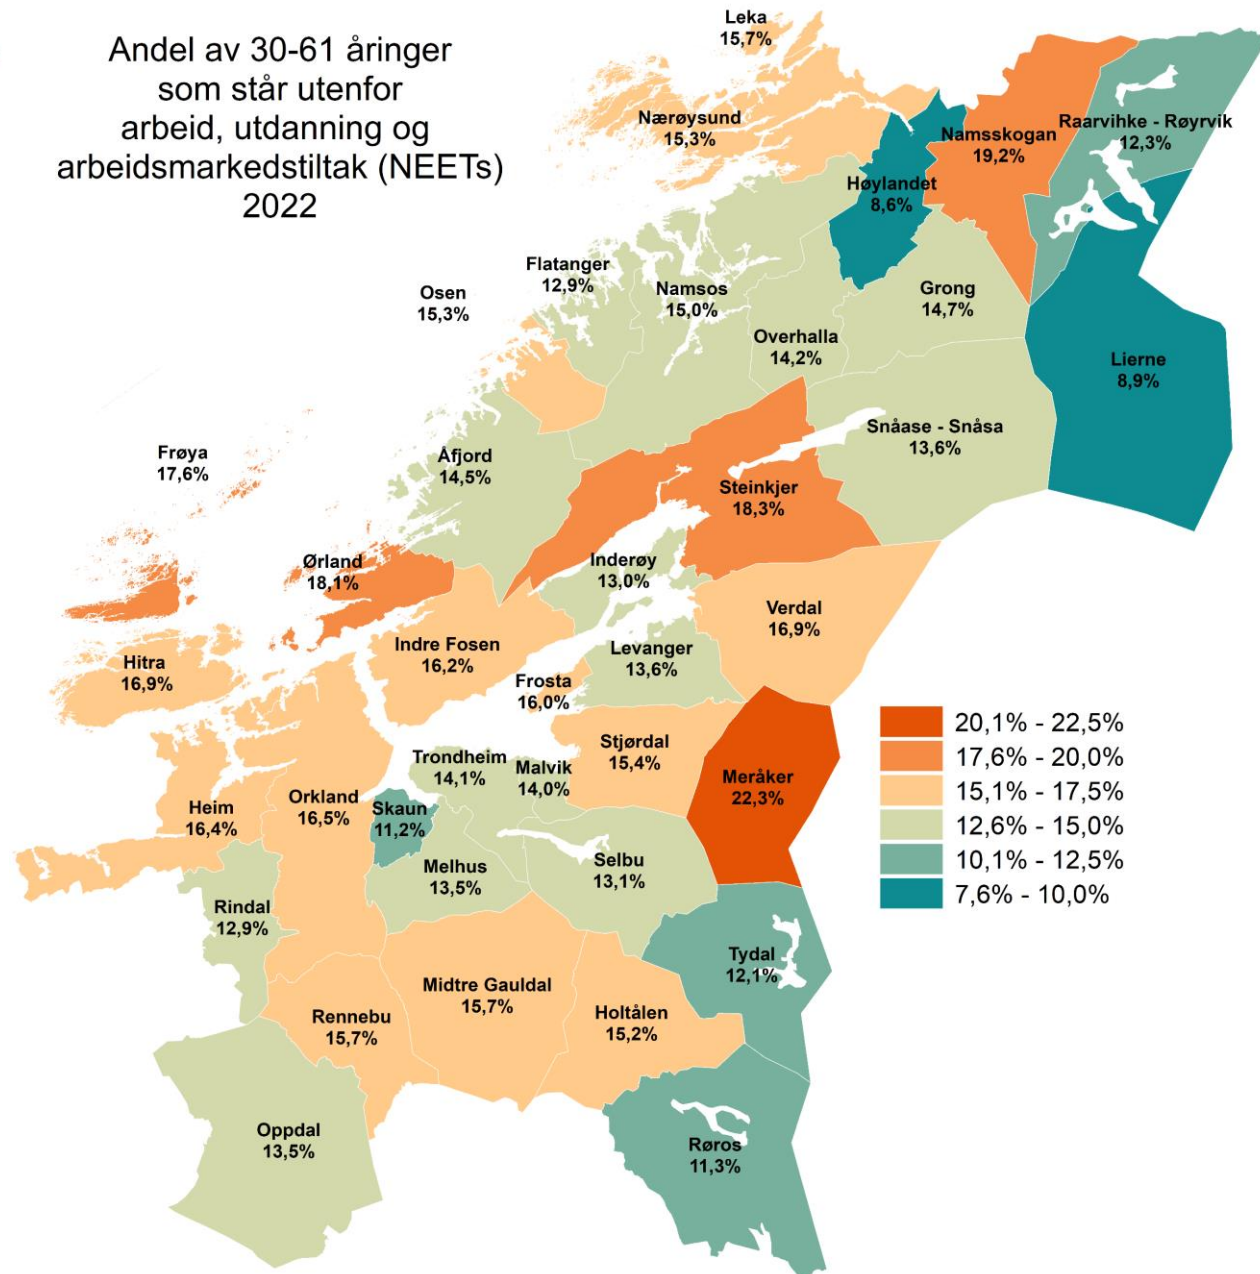 Andel av 30-61 åringer
som står utenfor
arbeid, utdanning og
arbeidsmarkedstiltak (NEETs)
2022
Leka
15,7%
Nærøysund
15,3%
Namsskogan
19,2%
Raarvihke - Røyrvik
12,3%
Høylandet
8,6%
Flatanger
12,9%
Osen
15,3%
Namsos
15,0%
Grong
14,7%
Overhalla
14,2%
Lierne
8,9%
Snåase - Snåsa
13,6%
Frøya
17,6%
Åfjord
14,5%
Steinkjer
18,3%
Ørland
18,1%
Inderøy
13,0%
Verdal
16,9%
Hitra
16,9%
Indre Fosen
16,2%
Levanger
13,6%
Frosta
16,0%
Stjørdal
15,4%
Trondheim
14,1%
Malvik
14,0%
Meråker
22,3%
Heim
16,4%
Orkland
16,5%
Skaun
11,2%
Melhus
13,5%
Selbu
13,1%
Rindal
12,9%
Tydal
12,1%
Midtre Gauldal
15,7%
Rennebu
15,7%
Holtålen
15,2%
Oppdal
13,5%
Røros
11,3%
20,1% - 22,5%
17,6% - 20,0%
15,1% - 17,5%
12,6% - 15,0%
10,1% - 12,5%
7,6% - 10,0%